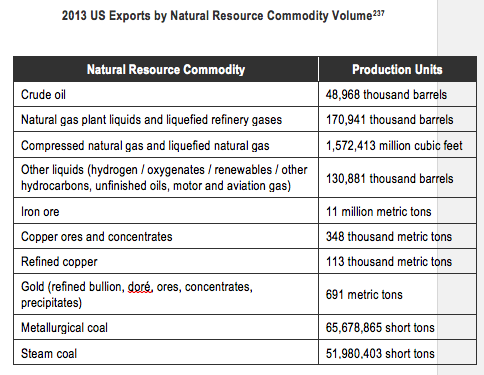 2013 US Exports by Natural Resource Commodity Volume237
Natural Resource Commodity Production Units
Crude oil 48,968 thousand barrels
Natural gas plant liquids and liquefied refinery gases 170,941 thousand barrels
Compressed natural gas and liquefied natural gas 1,572,413 million cubic feet
Other liquids (hydrogen / oxygenates / renewables / other
hydrocarbons, unfinished oils, motor and aviation gas) 130,881 thousand barrels
Iron ore 11 million metric tons
Copper ores and concentrates 348 thousand metric tons
Refined copper 113 thousand metric tons
Gold (refined bullion, doré, ores, concentrates,
precipitates) 691 metric tons
Metallurgical coal 65,678,865 short tons
Steam coal 51,980,403 short tons